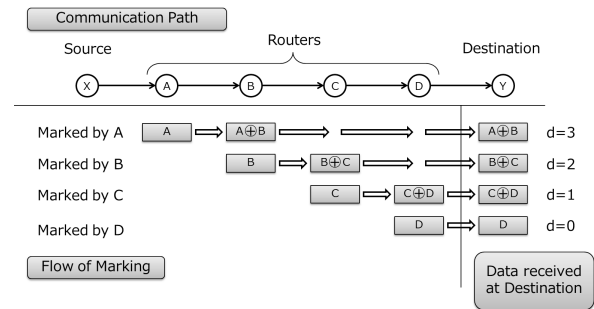 Communication Path
Source
Routers
Destination
X A B C D Y
Marked by A A A⊕B A⊕B d=3
Marked by B B B⊕C B⊕C d=2
Marked by C C C⊕D C⊕D d=1
Marked by D D D d=0
Flow of Marking
Data received
at Destination